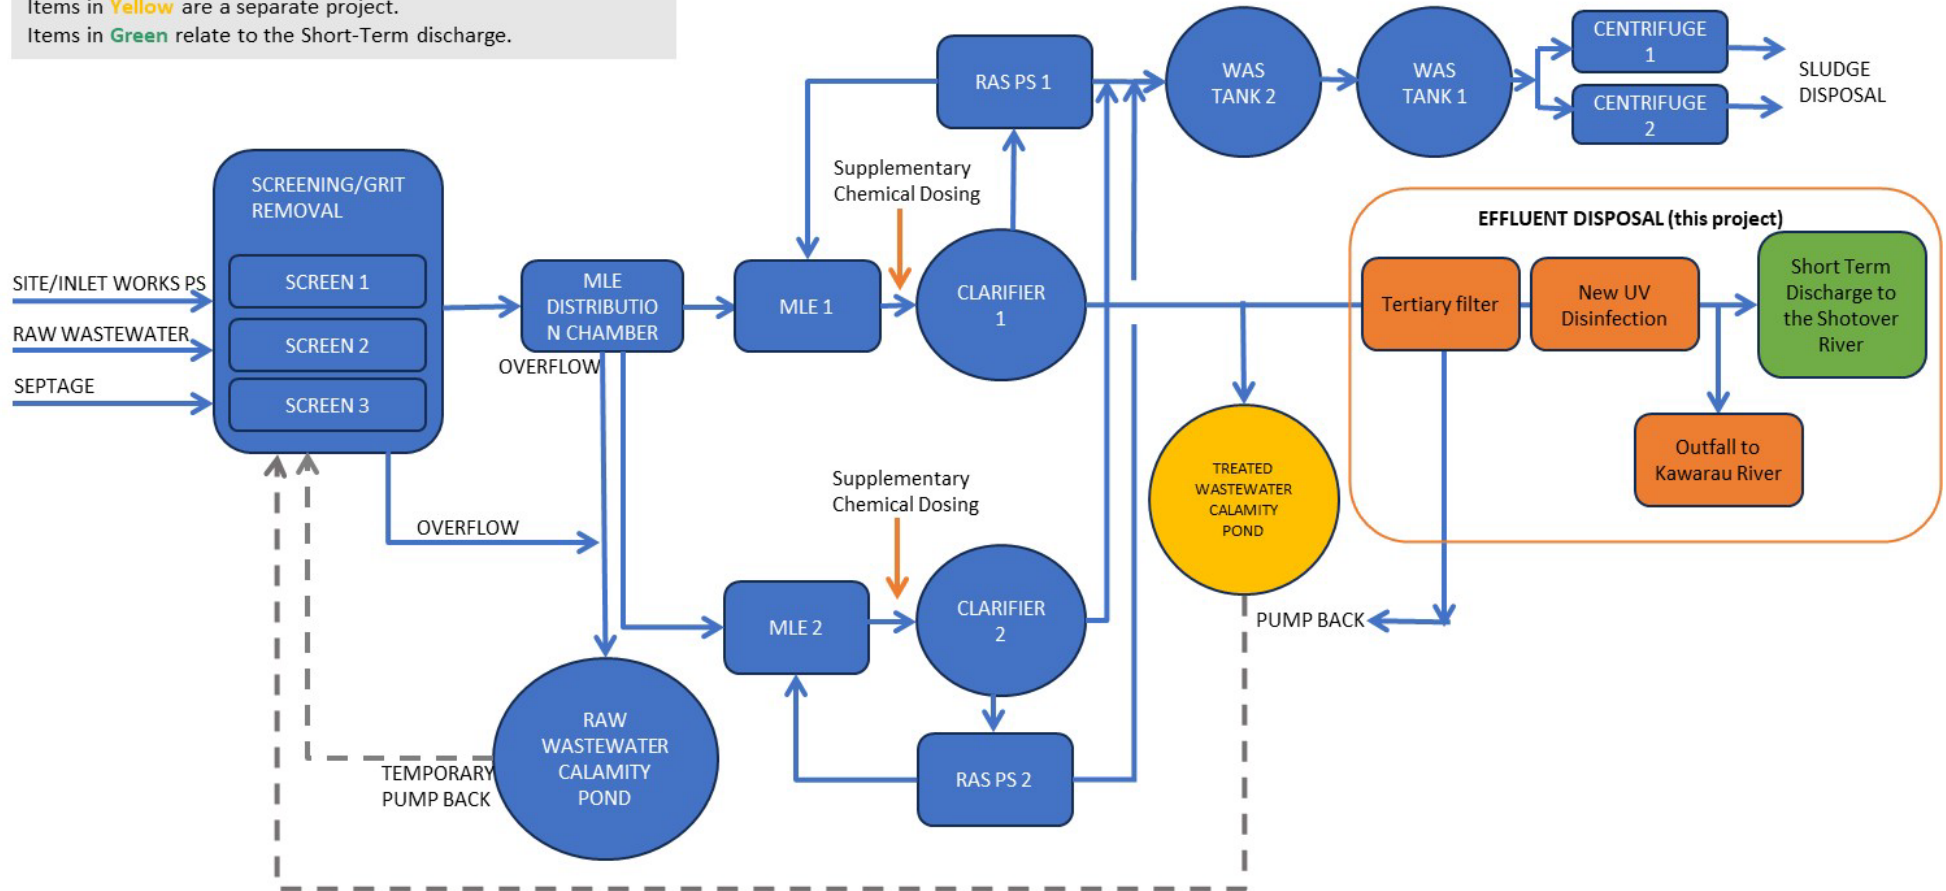 Items in Yellow are a separate project.
Items in Green relate to the Short-Term discharge.
RAS PS 1
WAS
TANK 2
WAS
TANK 1
CENTRIFUGE
1
CENTRIFUGE
2
SLUDGE
DISPOSAL
SCREENING/GRIT
REMOVAL
SCREEN 1
SCREEN 2
SCREEN 3
SITE/INLET WORKS PS
RAW WASTEWATER
SEPTAGE
MLE
DISTRIBUTIO
N CHAMBER
OVERFLOW
MLE 1
Supplementary
Chemical Dosing
CLARIFIER
1
EFFLUENT DISPOSAL (this project)
Tertiary filter
New UV
Disinfection
Short Term
Discharge to
the Shotover
River
Outfall to
Kawarau River
TREATED
WASTEWATER
CALAMITY
POND
PUMP BACK
OVERFLOW
Supplementary
Chemical Dosing
MLE 2
CLARIFIER
2
RAS PS 2
RAW
WASTEWATER
CALAMITY
POND
TEMPORARY
PUMP BACK